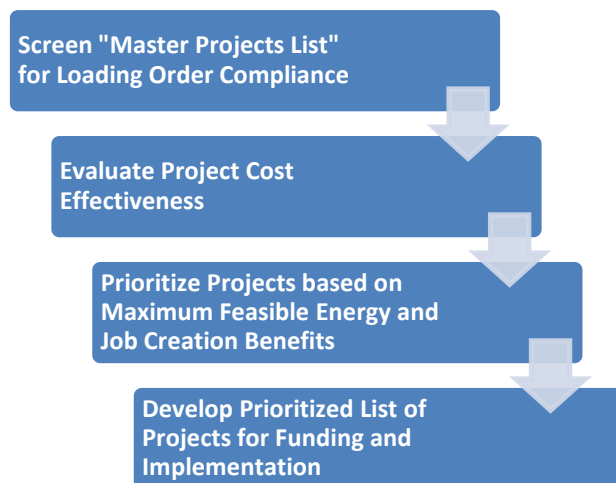 Screen "Master Projects List"
for Loading Order Compliance
Evaluate Project Cost
Effectiveness
Prioritize Projects based on
Maximum Feasible Energy and
Job Creation Benefits
Develop Prioritized List of
Projects for Funding and
Implementation